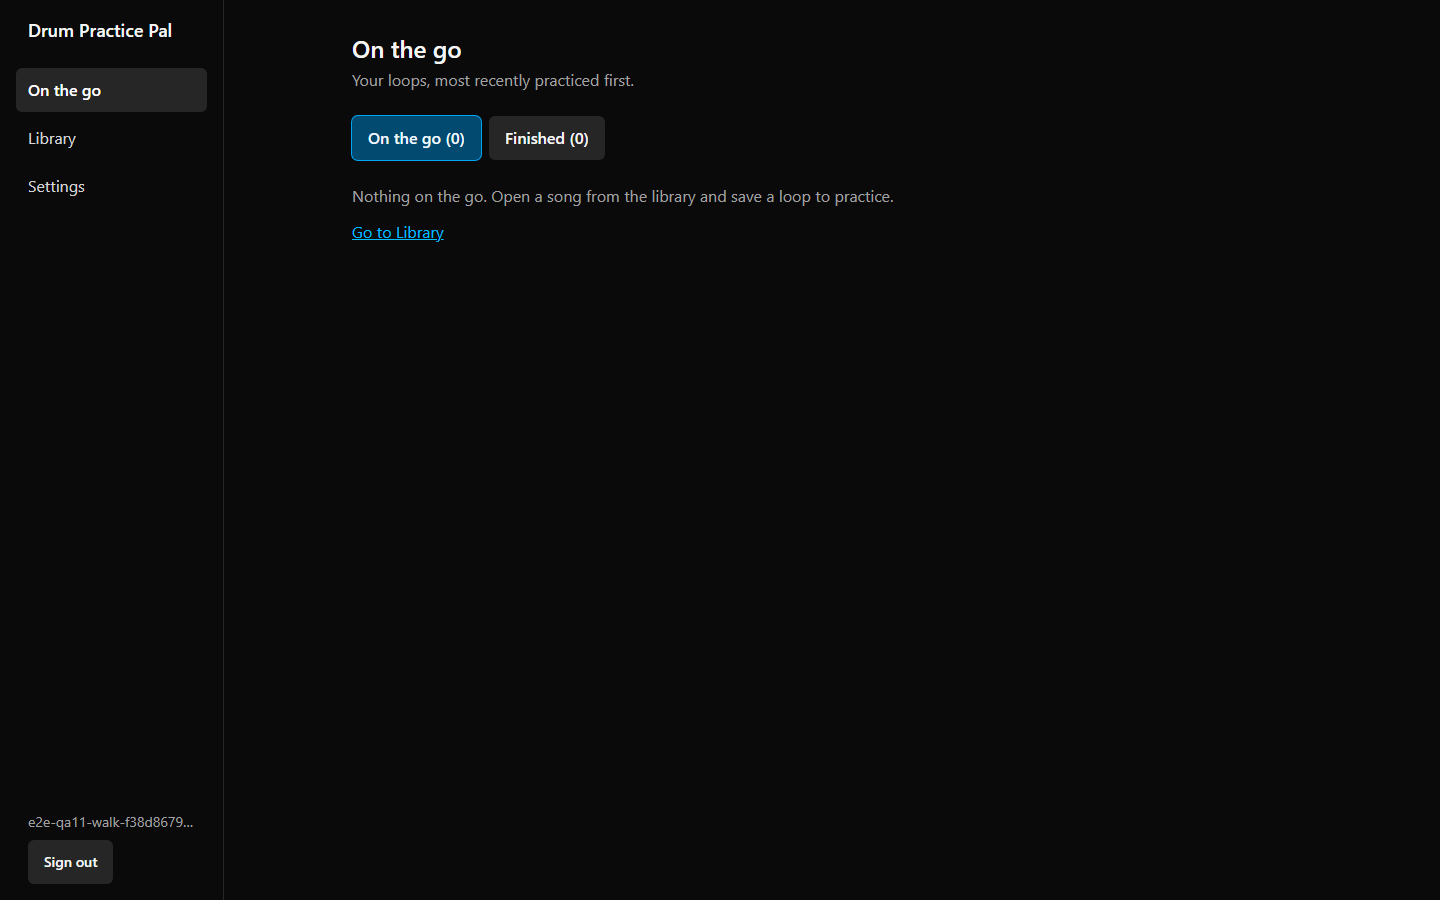 Drum Practice Pal
On the go
Library
Settings
e2e-qa11-walk-f38d8679...
Sign out
On the go
Your loops, most recently practiced first.
On the go (0)
Finished (0)
Nothing on the go. Open a song from the library and save a loop to practice.
Go to Library